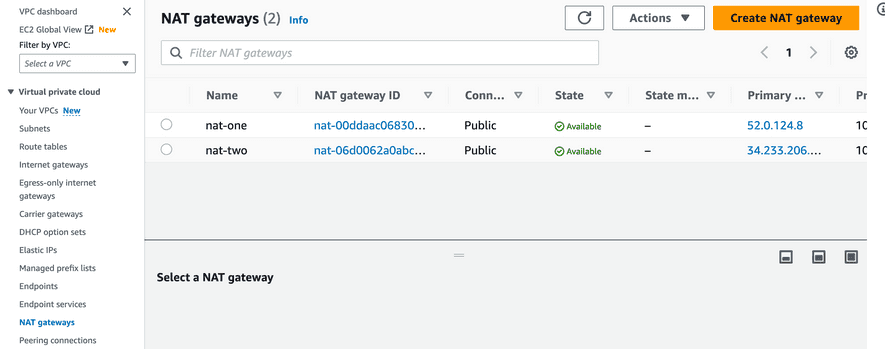 VPC dashboard
EC2 Global View New
Filter by VPC:
Select a VPC
Virtual private cloud
Your VPCs New
Subnets
Route tables
Internet gateways
Egress-only internet
gateways
Carrier gateways
DHCP option sets
Elastic IPs
Managed prefix lists
Endpoints
Endpoint services
NAT gateways
Peering connections
NAT gateways (2) Info
Actions
Create NAT gateway
Filter NAT gateways
1
Name NAT gateway ID Conn... State State m... Primary ... Pr
nat-one nat-00ddaac06830... Public Available – 52.0.124.8 10
nat-two nat-06d0062a0abc... Public Available – 34.233.206.... 10
Select a NAT gateway